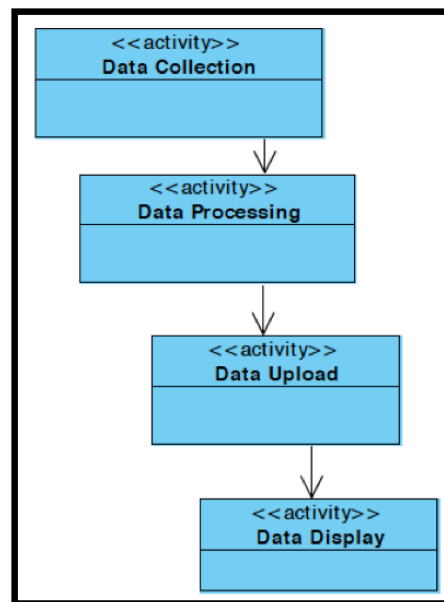 <<activity>>
Data Collection
<<activity>>
Data Processing
<<activity>>
Data Upload
<<activity>>
Data Display